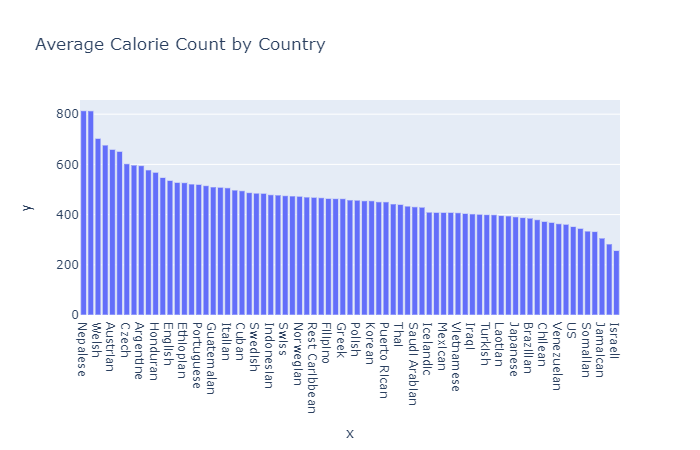 Average Calorie Count by Country
800
600
400
200
0
y
Nepalese
Welsh
Austrian
Czech
Argentine
Honduran
English
Ethiopian
Portuguese
Guatemalan
Italian
Cuban
Swedish
Indonesian
Swiss
Norwegian
Rest Caribbean
Filipino
Greek
Polish
Korean
Puerto Rican
Thai
Saudi Arabian
Icelandic
Mexican
Vietnamese
Iraqi
Turkish
Laotian
Japanese
Brazilian
Chilean
Venezuelan
US
Somalian
Jamaican
Israeli
x